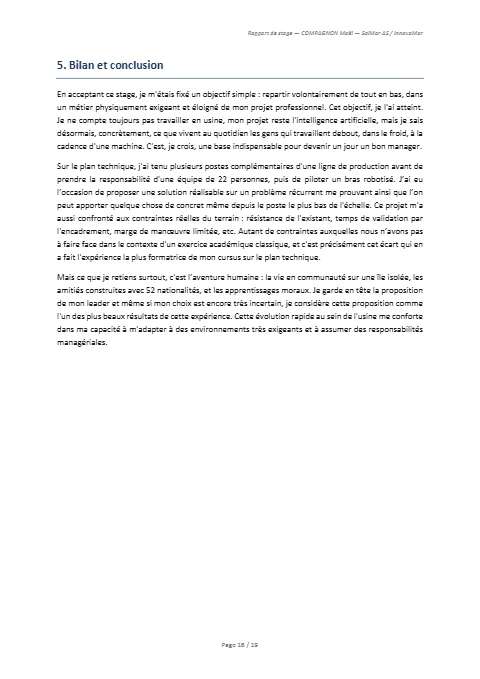 Rapport de stage — COMPAGNON Maël — SalMar AS / InnovaMar
5. Bilan et conclusion
En acceptant ce stage, je m'étais fixé un objectif simple : repartir volontairement de tout en bas, dans
un métier physiquement exigeant et éloigné de mon projet professionnel. Cet objectif, je l'ai atteint.
Je ne compte toujours pas travailler en usine, mon projet reste l'intelligence artificielle, mais je sais
désormais, concrètement, ce que vivent au quotidien les gens qui travaillent debout, dans le froid, à la
cadence d'une machine. C'est, je crois, une base indispensable pour devenir un jour un bon manager.
Sur le plan technique, j'ai tenu plusieurs postes complémentaires d'une ligne de production avant de
prendre la responsabilité d'une équipe de 22 personnes, puis de piloter un bras robotisé. J'ai eu
l'occasion de proposer une solution réalisable sur un problème récurrent me prouvant ainsi que l'on
peut apporter quelque chose de concret même depuis le poste le plus bas de l'échelle. Ce projet m'a
aussi confronté aux contraintes réelles du terrain : résistance de l'existant, temps de validation par
l'encadrement, marge de manœuvre limitée, etc. Autant de contraintes auxquelles nous n'avons pas
à faire face dans le contexte d'un exercice académique classique, et c'est précisément cet écart qui en
a fait l'expérience la plus formatrice de mon cursus sur le plan technique.
Mais ce que je retiens surtout, c'est l'aventure humaine : la vie en communauté sur une île isolée, les
amitiés construites avec 52 nationalités, et les apprentissages moraux. Je garde en tête la proposition
de mon leader et même si mon choix est encore très incertain, je considère cette proposition comme
l'un des plus beaux résultats de cette expérience. Cette évolution rapide au sein de l'usine me conforte
dans ma capacité à m'adapter à des environnements très exigeants et à assumer des responsabilités
managériales.
Page 16 / 19